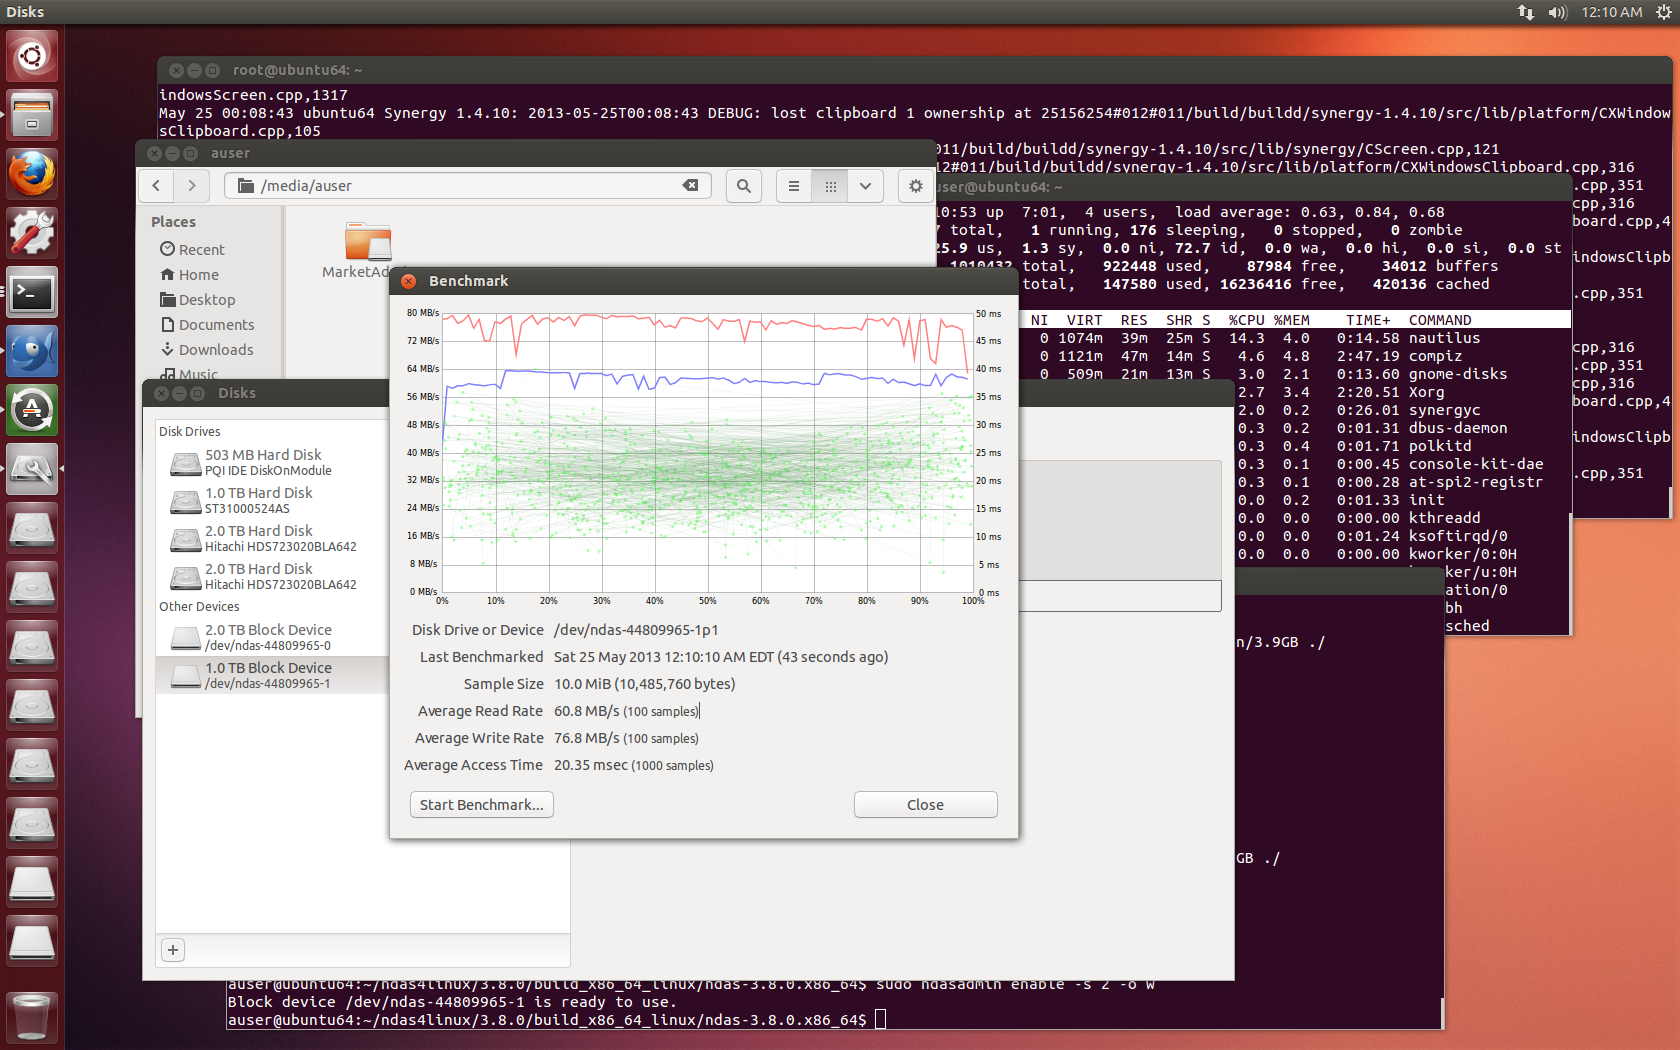 Disks
12:10 AM
root@ubuntu64: ~
indowsScreen.cpp,1317
May 25 00:08:43 ubuntu64 Synergy 1.4.10: 2013-05-25T00:08:43 DEBUG: lost clipboard 1 ownership at 25156254#012#011/build/buildd/synergy-1.4.10/src/lib/platform/CXWindow
sClipboard.cpp,105
011/build/buildd/synergy-1.4.10/src/lib/synergy/CScreen.cpp,121
12#011/build/buildd/synergy-1.4.10/src/lib/platform/CXWindowsClipboard.cpp,316
.cpp,351
cpp,316
board.cpp,4
indowsClipb
.cpp,351
cpp,316
.cpp,351
cpp,316
board.cpp,4
indowsClipb
.cpp,351
auser
/media/auser
Places
Recent
Home
Desktop
Documents
Downloads
Music
MarketAd
user@ubuntu64: ~
10:53 up  7:01,  4 users,  load average: 0.63, 0.84, 0.68
total,   1 running, 176 sleeping,   0 stopped,   0 zombie
25.9 us,  1.3 sy,  0.0 ni, 72.7 id,  0.0 wa,  0.0 hi,  0.0 si,  0.0 st
1010432 total,   922448 used,    87984 free,    34012 buffers
total,   147580 used, 16236416 free,   420136 cached
NI  VIRT  RES  SHR S  %CPU %MEM    TIME+  COMMAND
0 1074m  39m  25m S  14.3  4.0   0:14.58 nautilus
0 1121m  47m  14m S   4.6  4.8   2:47.19 compiz
0  509m  21m  13m S   3.0  2.1   0:13.60 gnome-disks
2.7  3.4   2:20.51 Xorg
2.0  0.2   0:26.01 synergyc
0.3  0.2   0:01.31 dbus-daemon
0.3  0.4   0:01.71 polkitd
0.3  0.1   0:00.45 console-kit-dae
0.3  0.1   0:00.28 at-spi2-registr
0.0  0.2   0:01.33 init
0.0  0.0   0:00.00 kthreadd
0.0  0.0   0:01.24 ksoftirqd/0
0.0  0.0   0:00.00 kworker/0:0H
ker/u:0H
ation/0
bh
sched
Disks
Disk Drives
503 MB Hard Disk
PQI IDE DiskOnModule
1.0 TB Hard Disk
ST31000524AS
2.0 TB Hard Disk
Hitachi HDS723020BLA642
2.0 TB Hard Disk
Hitachi HDS723020BLA642
Other Devices
2.0 TB Block Device
/dev/ndas-44809965-0
1.0 TB Block Device
/dev/ndas-44809965-1
Benchmark
80 MB/s
72 MB/s
64 MB/s
56 MB/s
48 MB/s
40 MB/s
32 MB/s
24 MB/s
16 MB/s
8 MB/s
0 MB/s
50 ms
45 ms
40 ms
35 ms
30 ms
25 ms
20 ms
15 ms
10 ms
5 ms
0 ms
0% 10% 20% 30% 40% 50% 60% 70% 80% 90% 100%
Disk Drive or Device /dev/ndas-44809965-1p1
Last Benchmarked Sat 25 May 2013 12:10:10 AM EDT (43 seconds ago)
Sample Size 10.0 MiB (10,485,760 bytes)
Average Read Rate 60.8 MB/s (100 samples)
Average Write Rate 76.8 MB/s (100 samples)
Average Access Time 20.35 msec (1000 samples)
Start Benchmark...
Close
n/3.9GB ./
GB ./
auser@ubuntu64:~/ndas4linux/3.8.0/build_x86_64_linux/ndas-3.8.0.x86_64$ sudo ndasadmin enable -s 2 -o w
Block device /dev/ndas-44809965-1 is ready to use.
auser@ubuntu64:~/ndas4linux/3.8.0/build_x86_64_linux/ndas-3.8.0.x86_64$